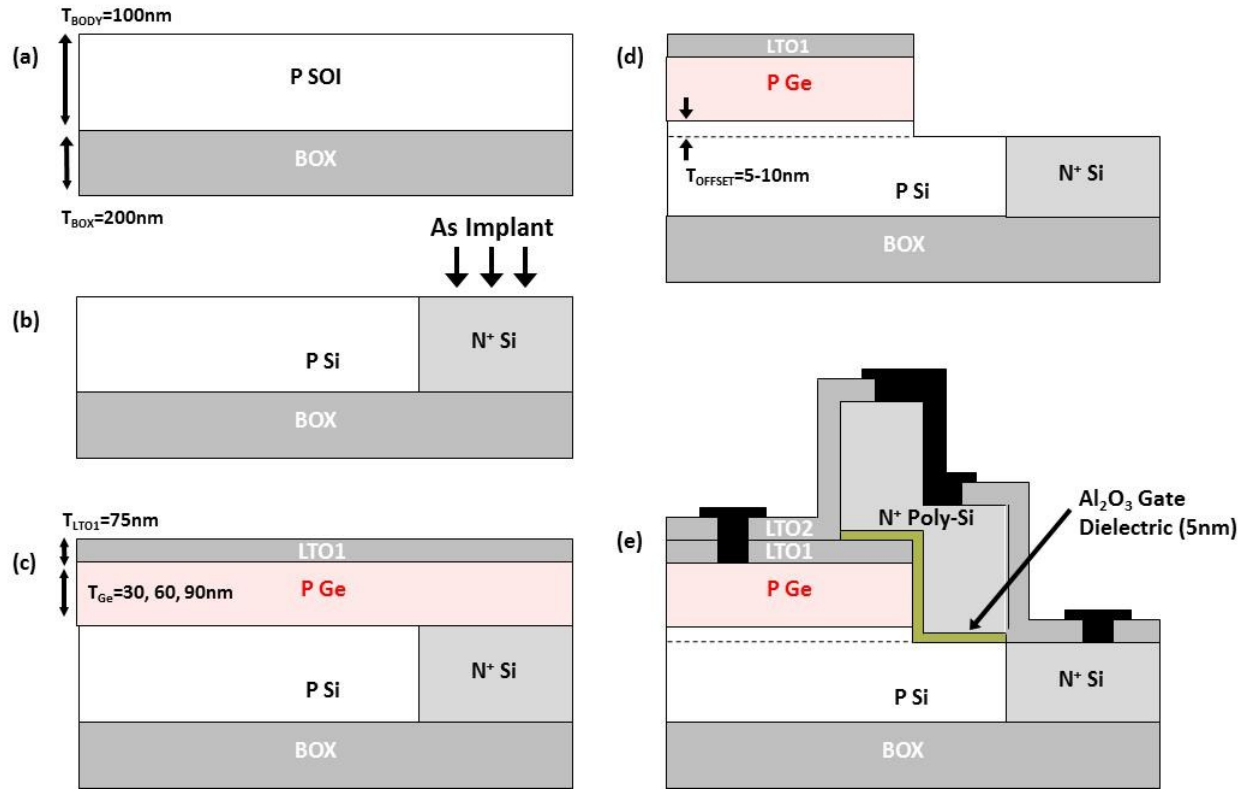 (a)
T_BODY=100nm
P SOI
BOX
T_BOX=200nm
(b)
As Implant
P Si
N⁺ Si
BOX
(c)
T_LTO1=75nm
LTO1
T_Ge=30, 60, 90nm
P Ge
P Si
N⁺ Si
BOX
(d)
LTO1
P Ge
T_OFFSET=5-10nm
P Si
N⁺ Si
BOX
(e)
Al₂O₃ Gate
Dielectric (5nm)
N⁺ Poly-Si
LTO2
LTO1
P Ge
P Si
N⁺ Si
BOX